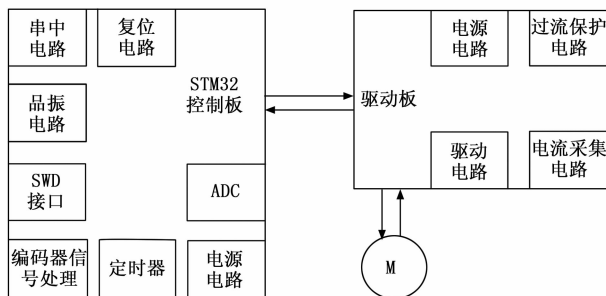 串中
电路
复位
电路
电源
电路
过流保护
电路
STM32
控制板
驱动板
品振
电路
驱动
电路
电流采集
电路
SWD
接口
ADC
编码器信
号处理
定时器
电源
电路
M